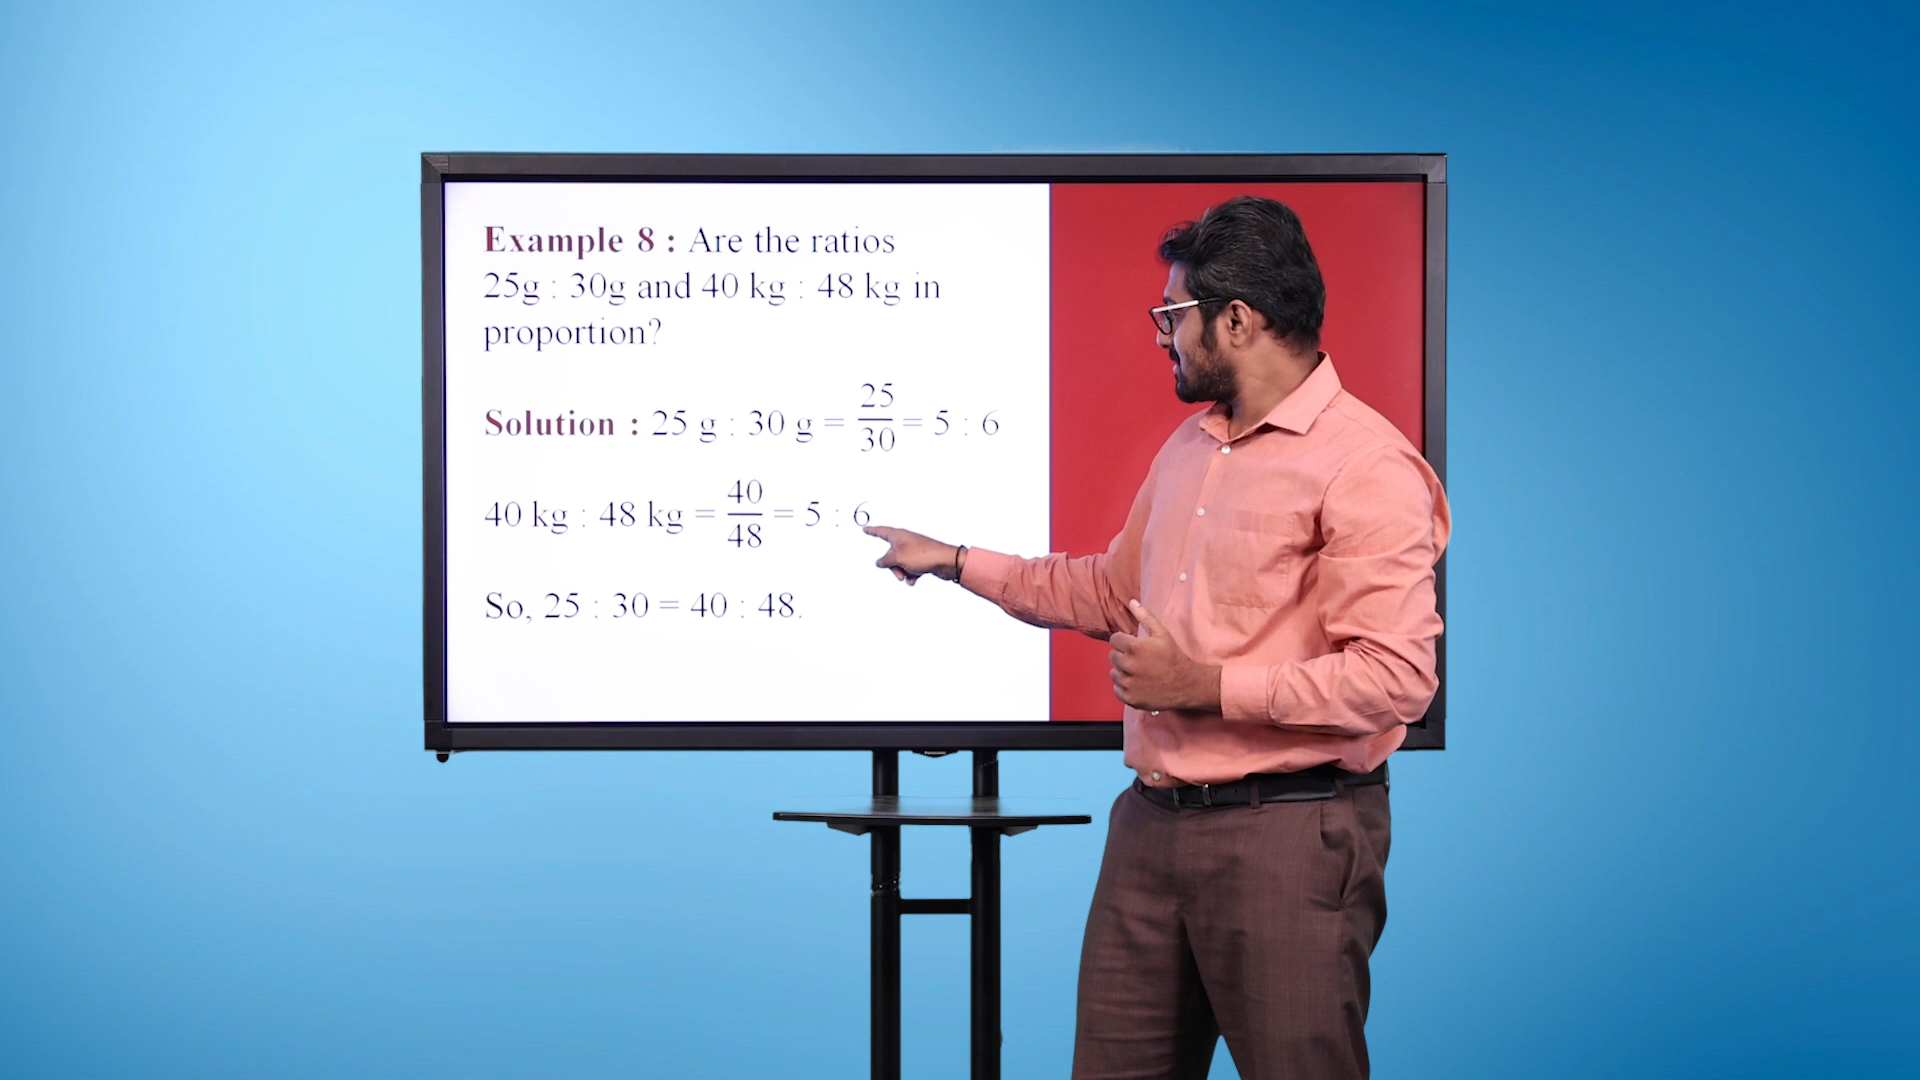 Example 8 : Are the ratios
25g : 30g and 40 kg : 48 kg in
proportion?
Solution : 25 g : 30 g = 25/30 = 5 : 6
40 kg : 48 kg = 40/48 = 5 : 6
So, 25 : 30 = 40 : 48.